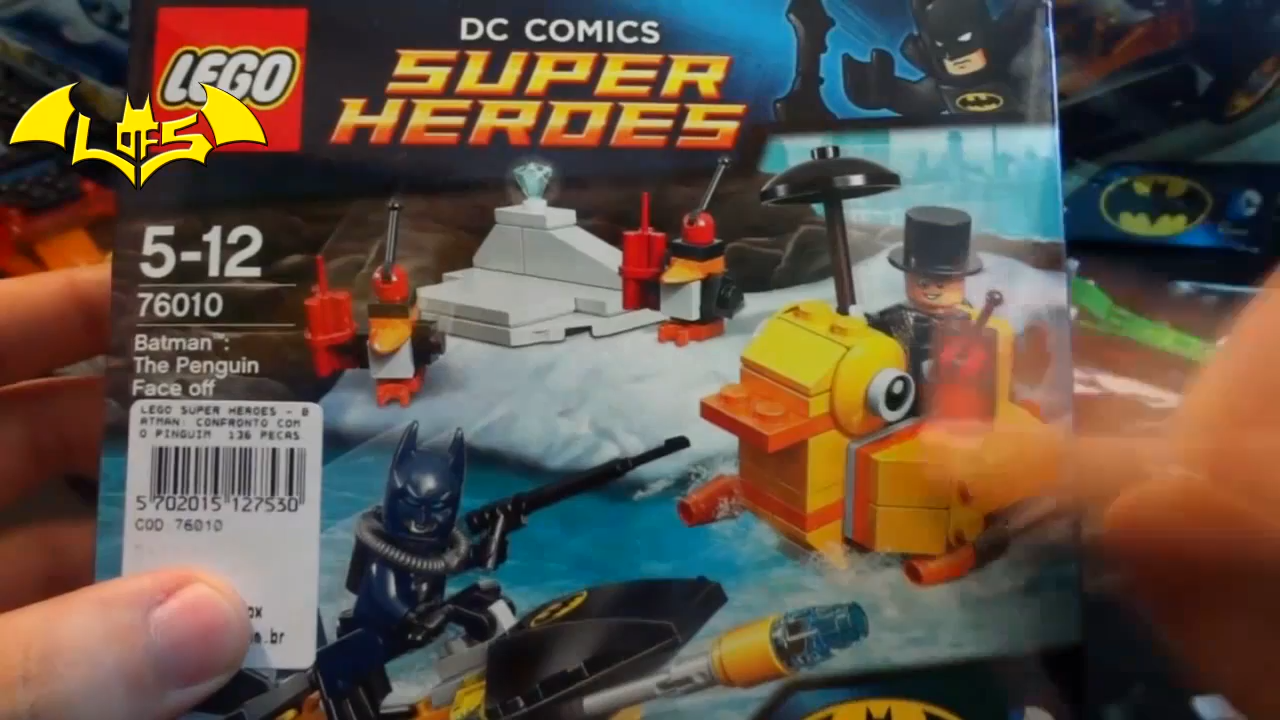 DC COMICS
LEGO
SUPER
HEROES
LOFS
5-12
76010
Batman™:
The Penguin
Face off
LEGO SUPER HEROES - B
ATMAN: CONFRONTO COM
O PINGUIM 136 PECAS
5 702015 127530
COD 76010